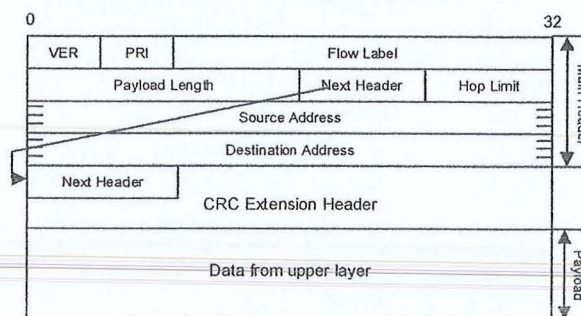 0 32
VER PRI Flow Label
Payload Length Next Header Hop Limit
Source Address
Destination Address
Next Header
CRC Extension Header
Data from upper layer
Payload